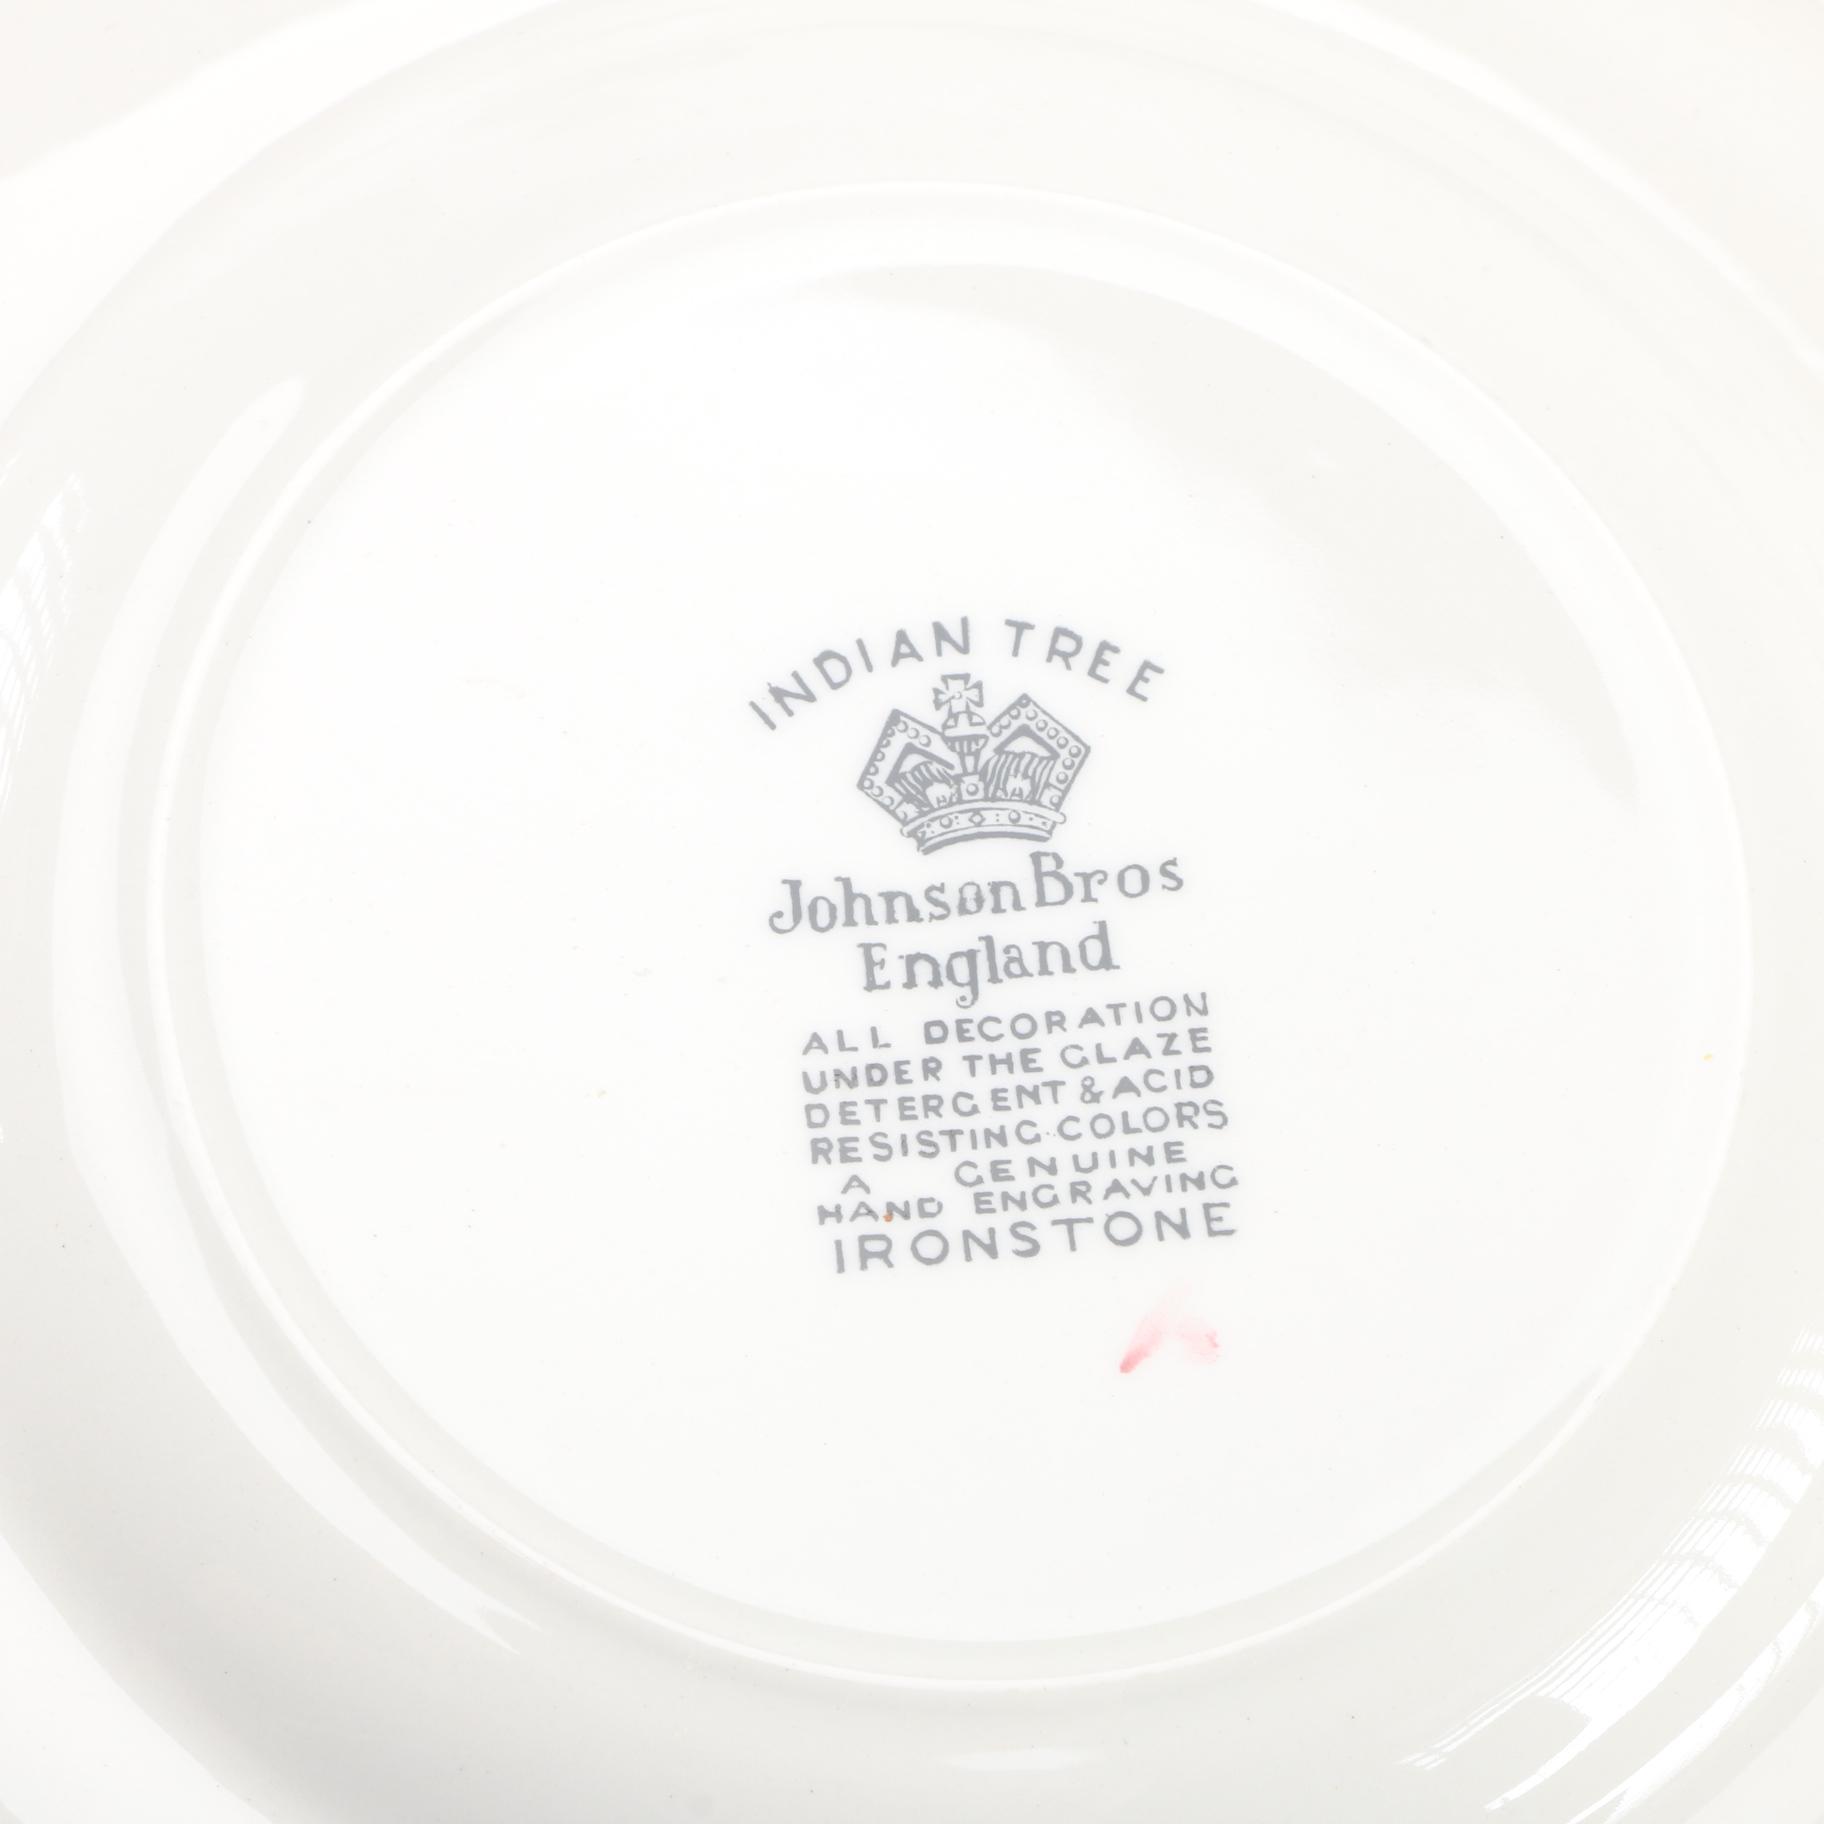 INDIAN TREE
Johnson Bros
England
ALL DECORATION
UNDER THE GLAZE
DETERGENT & ACID
RESISTING COLORS
A GENUINE
HAND ENGRAVING
IRONSTONE